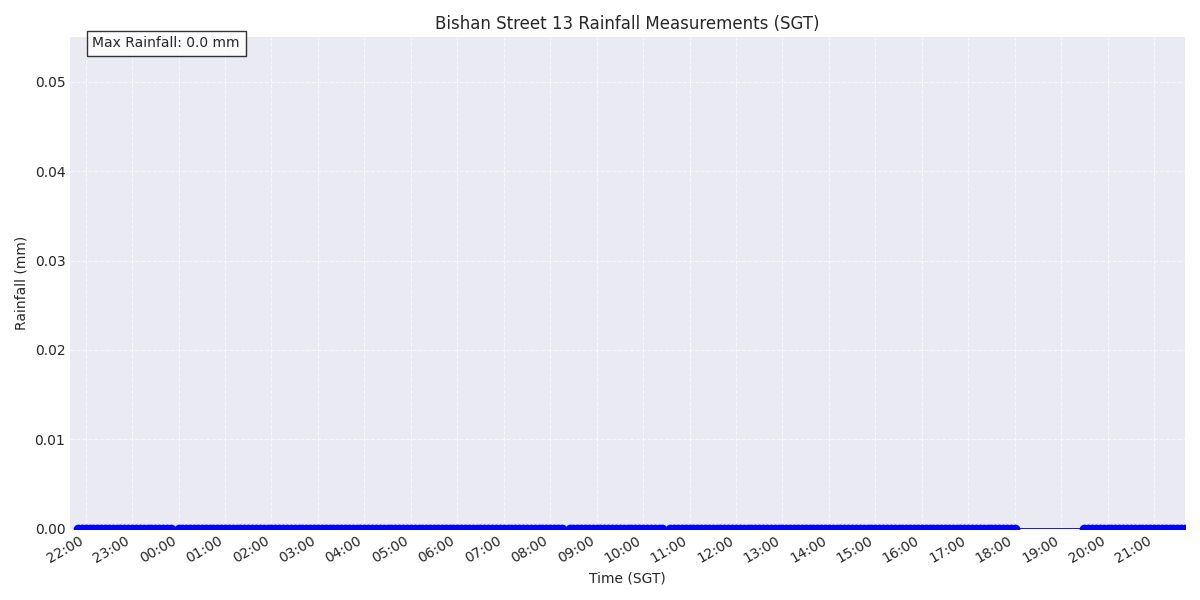 Bishan Street 13 Rainfall Measurements (SGT)
Max Rainfall: 0.0 mm
Rainfall (mm)
0.05
0.04
0.03
0.02
0.01
0.00
22:00 23:00 00:00 01:00 02:00 03:00 04:00 05:00 06:00 07:00 08:00 09:00 10:00 11:00 12:00 13:00 14:00 15:00 16:00 17:00 18:00 19:00 20:00 21:00
Time (SGT)